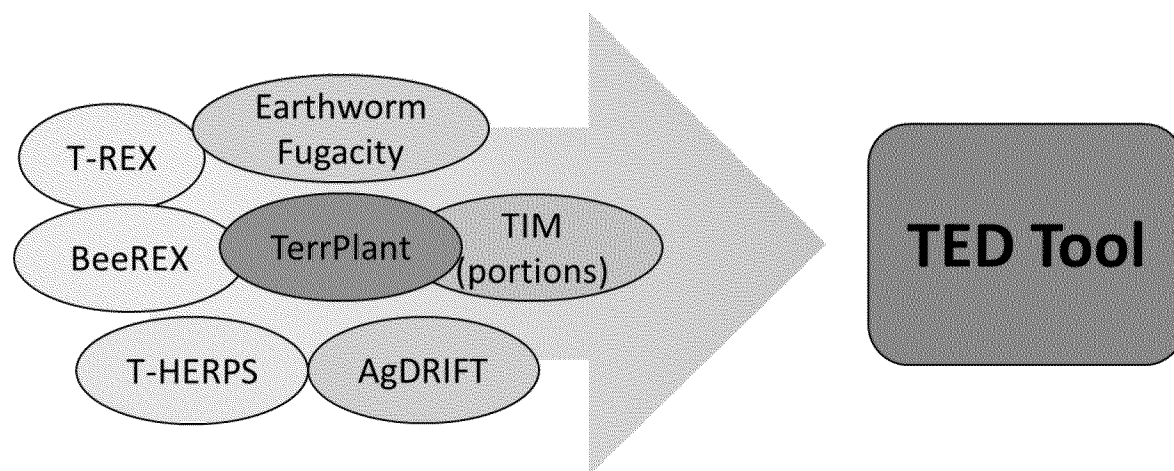 Earthworm
Fugacity
T-REX
TerrPlant
TIM
(portions)
BeeREX
T-HERPS
AgDRIFT
TED Tool